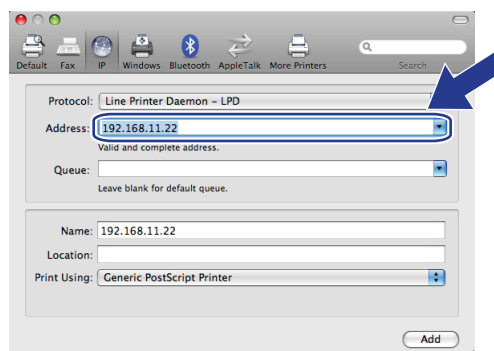 Default Fax IP Windows Bluetooth AppleTalk More Printers Search
Protocol: Line Printer Daemon – LPD
Address: 192.168.11.22
Valid and complete address.
Queue:
Leave blank for default queue.
Name: 192.168.11.22
Location:
Print Using: Generic PostScript Printer
Add